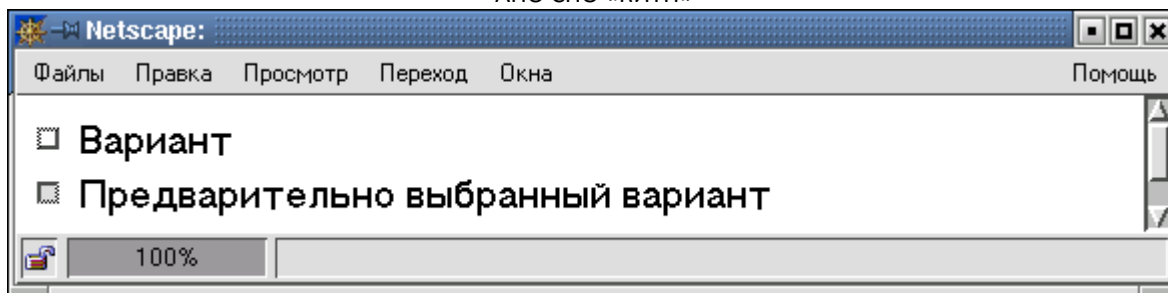 Netscape:
Файлы Правка Просмотр Переход Окна Помощь
Вариант
Предварительно выбранный вариант
100%